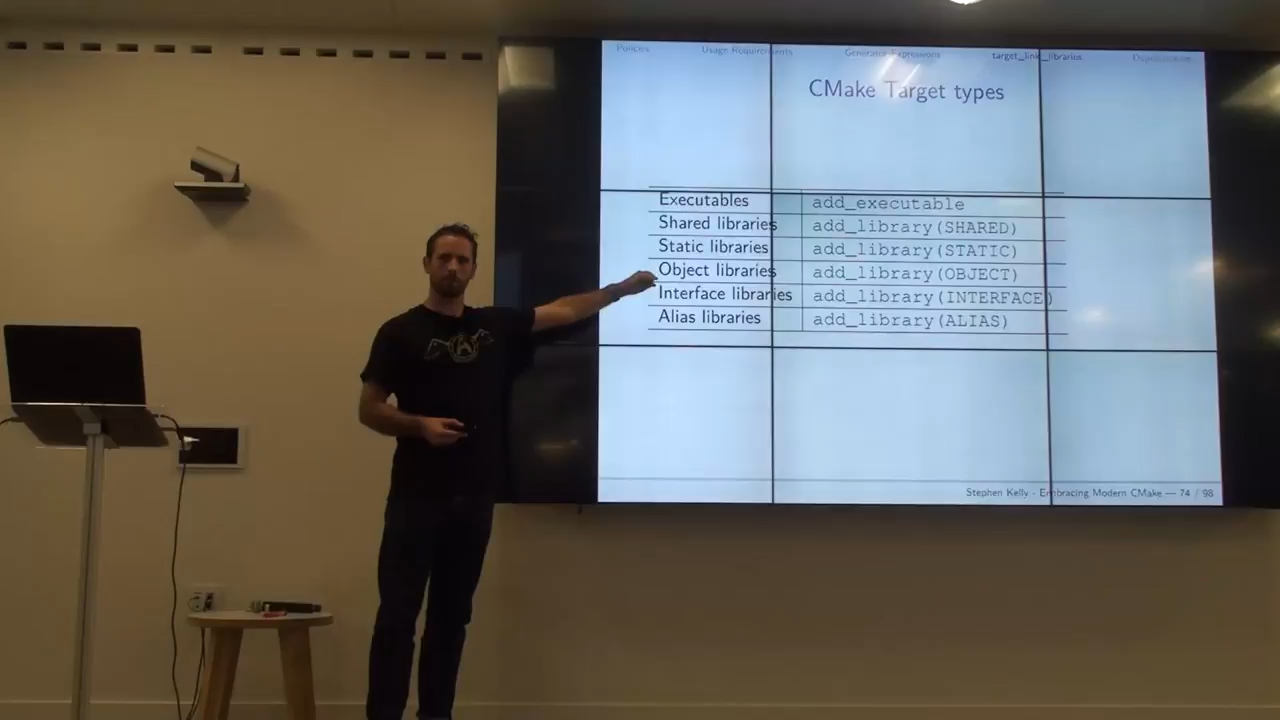 Policies Usage Requirements Generator Expressions target_link_libraries
CMake Target types
Executables add_executable
Shared libraries add_library(SHARED)
Static libraries add_library(STATIC)
Object libraries add_library(OBJECT)
Interface libraries add_library(INTERFACE)
Alias libraries add_library(ALIAS)
Stephen Kelly - Embracing Modern CMake — 74 / 98